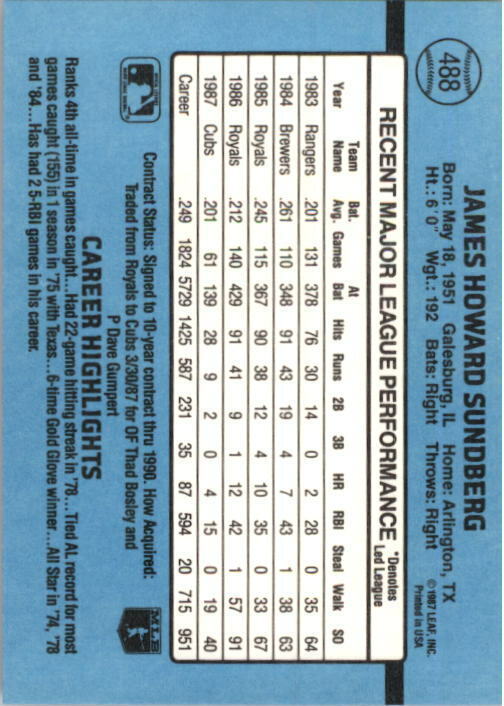 488
JAMES HOWARD SUNDBERG
Born: May 18, 1951 Galesburg, IL Home: Arlington, TX
Ht.: 6'0" Wgt.: 192 Bats: Right Throws: Right
© 1987 LEAF, INC.
Printed in USA
RECENT MAJOR LEAGUE PERFORMANCE *Denotes Led League
Year Team Name Bat. Avg. Games At Bat Hits Runs 2B 3B HR RBI Steal Walk SO
1983 Rangers .201 131 378 76 30 14 0 2 28 0 35 64
1984 Brewers .261 110 348 91 43 19 4 7 43 1 38 63
1985 Royals .245 115 367 90 38 12 4 10 35 0 33 67
1986 Royals .212 140 429 91 41 9 1 12 42 1 57 91
1987 Cubs .201 61 139 28 9 2 0 4 15 0 19 40
Career .249 1824 5729 1425 587 231 35 87 594 20 715 951
Contract Status: Signed to 10-year contract thru 1990. How Acquired:
Traded from Royals to Cubs 3/30/87 for OF Thad Bosley and
P Dave Gumpert
MLB
CAREER HIGHLIGHTS
Ranks 4th all-time in games caught... Had 22-game hitting streak in '78... Tied AL record for most
games caught (155) in 1 season in '75 with Texas... 6-time Gold Glove winner... All Star in '74, '78
and '84... Has had 2 5-RBI games in his career.